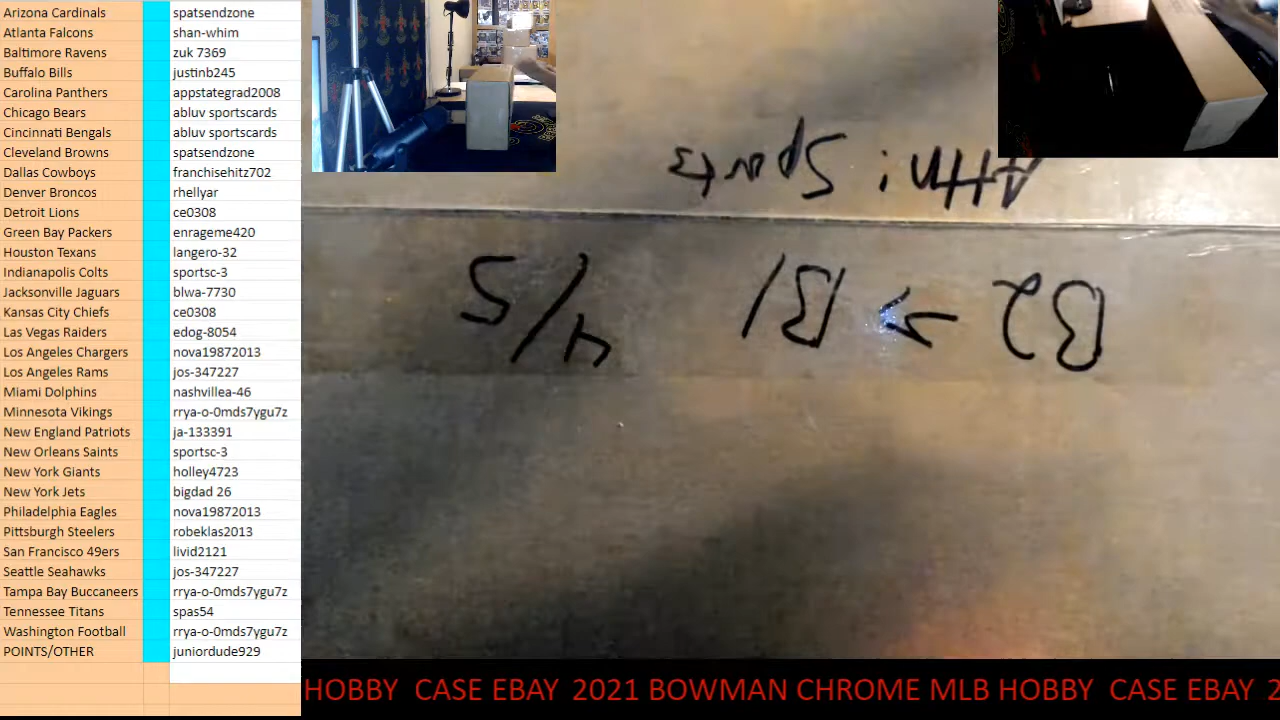 Arizona Cardinals spatsendzone
Atlanta Falcons shan-whim
Baltimore Ravens zuk 7369
Buffalo Bills justinb245
Carolina Panthers appstategrad2008
Chicago Bears abluv sportscards
Cincinnati Bengals abluv sportscards
Cleveland Browns spatsendzone
Dallas Cowboys franchisehitz702
Denver Broncos rhellyar
Detroit Lions ce0308
Green Bay Packers enrageme420
Houston Texans langero-32
Indianapolis Colts sportsc-3
Jacksonville Jaguars blwa-7730
Kansas City Chiefs ce0308
Las Vegas Raiders edog-8054
Los Angeles Chargers nova19872013
Los Angeles Rams jos-347227
Miami Dolphins nashvillea-46
Minnesota Vikings rrya-o-0mds7ygu7z
New England Patriots ja-133391
New Orleans Saints sportsc-3
New York Giants holley4723
New York Jets bigdad 26
Philadelphia Eagles nova19872013
Pittsburgh Steelers robeklas2013
San Francisco 49ers livid2121
Seattle Seahawks jos-347227
Tampa Bay Buccaneers rrya-o-0mds7ygu7z
Tennessee Titans spas54
Washington Football rrya-o-0mds7ygu7z
POINTS/OTHER juniordude929
B2 → B1 4/5
Attn: Sports
HOBBY CASE EBAY 2021 BOWMAN CHROME MLB HOBBY CASE EBAY 2